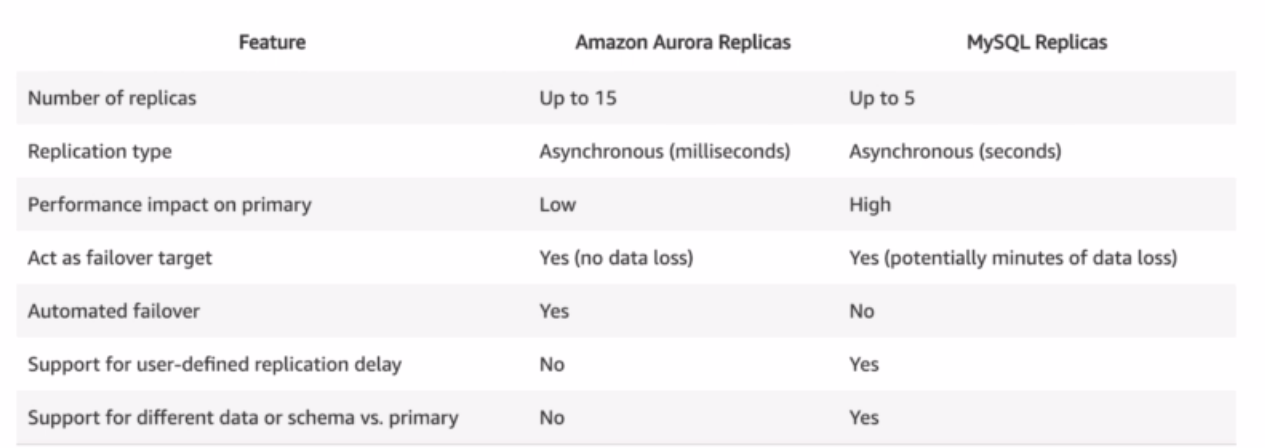 Feature Amazon Aurora Replicas MySQL Replicas
Number of replicas Up to 15 Up to 5
Replication type Asynchronous (milliseconds) Asynchronous (seconds)
Performance impact on primary Low High
Act as failover target Yes (no data loss) Yes (potentially minutes of data loss)
Automated failover Yes No
Support for user-defined replication delay No Yes
Support for different data or schema vs. primary No Yes